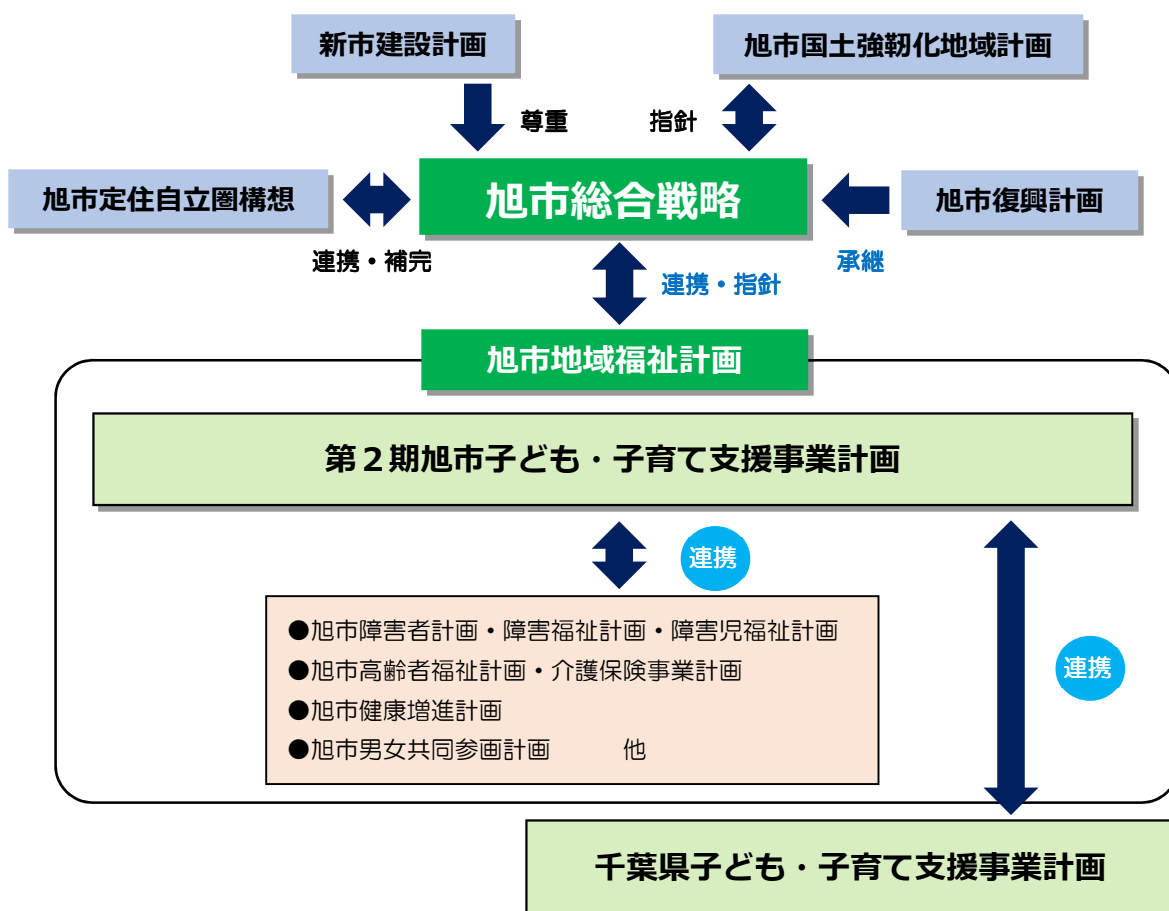 新市建設計画
旭市国土強靭化地域計画
尊重
指針
旭市定住自立圏構想
旭市総合戦略
旭市復興計画
連携・補完
承継
連携・指針
旭市地域福祉計画
第２期旭市子ども・子育て支援事業計画
連携
●旭市障害者計画・障害福祉計画・障害児福祉計画
●旭市高齢者福祉計画・介護保険事業計画
●旭市健康増進計画
●旭市男女共同参画計画　　　他
連携
千葉県子ども・子育て支援事業計画